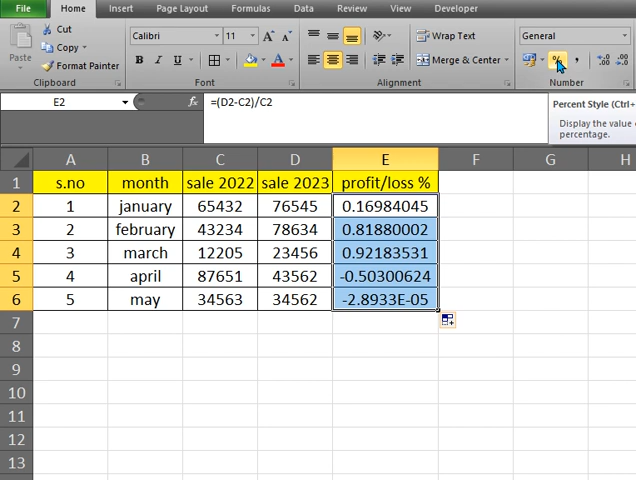 File Home Insert Page Layout Formulas Data Review View Developer
Paste
Cut
Copy
Format Painter
Clipboard
Calibri 11 A A
B I U A
Font
Wrap Text
Merge & Center
Alignment
General
% , .00
Number
Percent Style (Ctrl+
Display the value
percentage.
E2 fx =(D2-C2)/C2
A B C D E F G H
1 s.no month sale 2022 sale 2023 profit/loss %
2 1 january 65432 76545 0.16984045
3 2 february 43234 78634 0.81880002
4 3 march 12205 23456 0.92183531
5 4 april 87651 43562 -0.50300624
6 5 may 34563 34562 -2.8933E-05
7
8
9
10
11
12
13